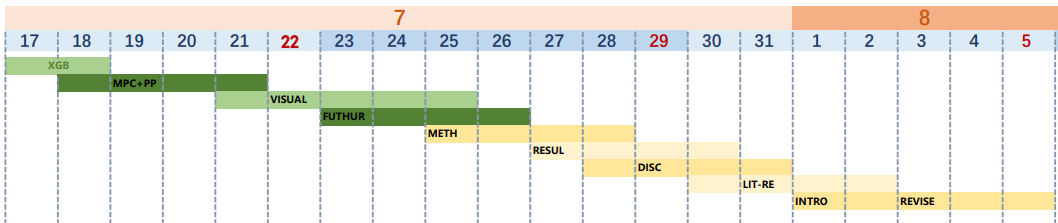 7 8
17 18 19 20 21 22 23 24 25 26 27 28 29 30 31 1 2 3 4 5
XGB
MPC+PP
VISUAL
FUTHUR
METH
RESUL
DISC
LIT-RE
INTRO REVISE